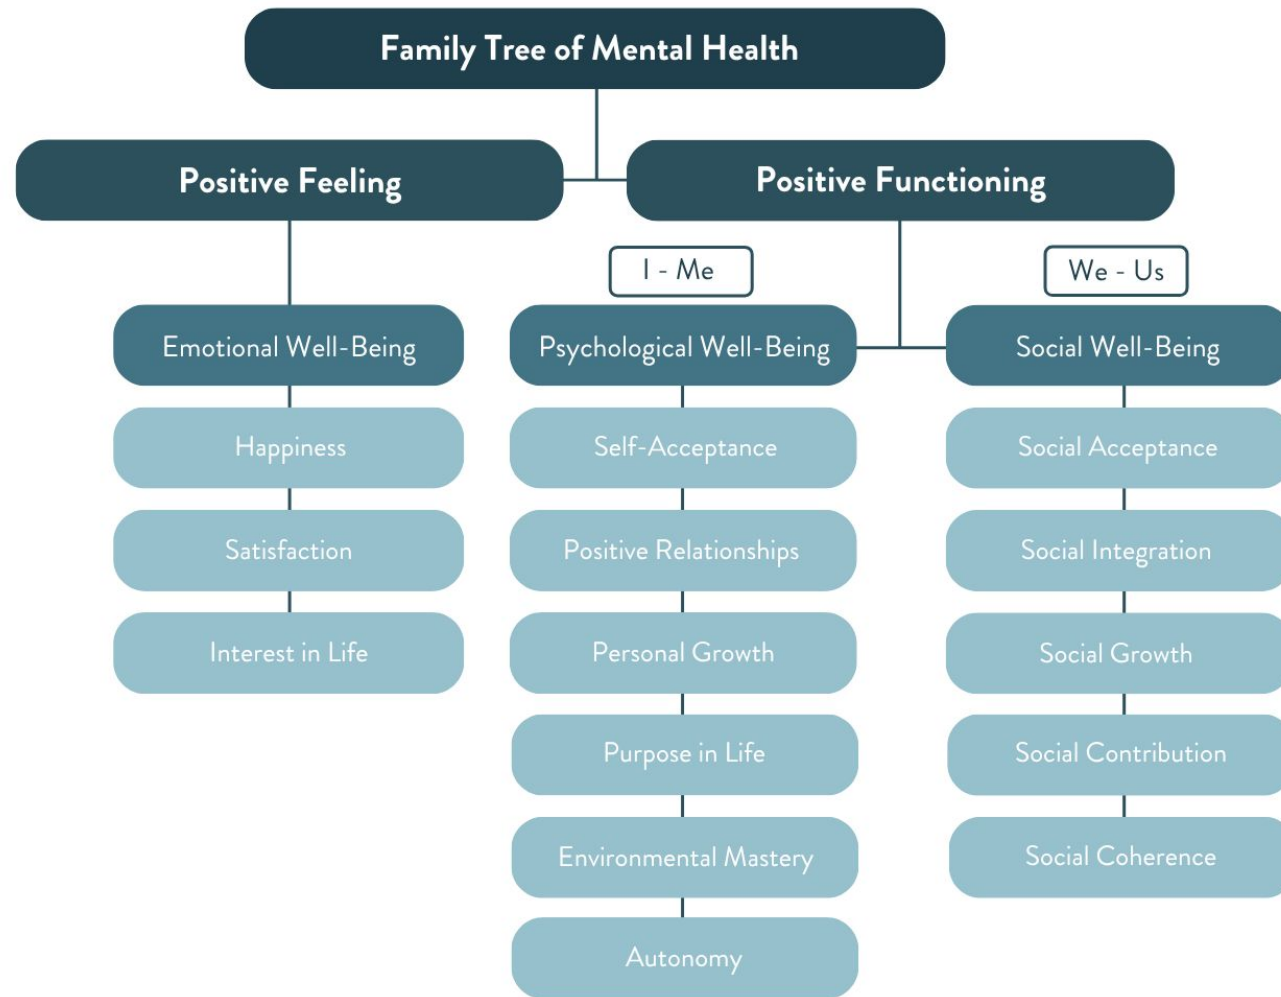 Family Tree of Mental Health
Positive Feeling
Positive Functioning
I - Me
We - Us
Emotional Well-Being
Psychological Well-Being
Social Well-Being
Happiness
Self-Acceptance
Social Acceptance
Satisfaction
Positive Relationships
Social Integration
Interest in Life
Personal Growth
Social Growth
Purpose in Life
Social Contribution
Environmental Mastery
Social Coherence
Autonomy